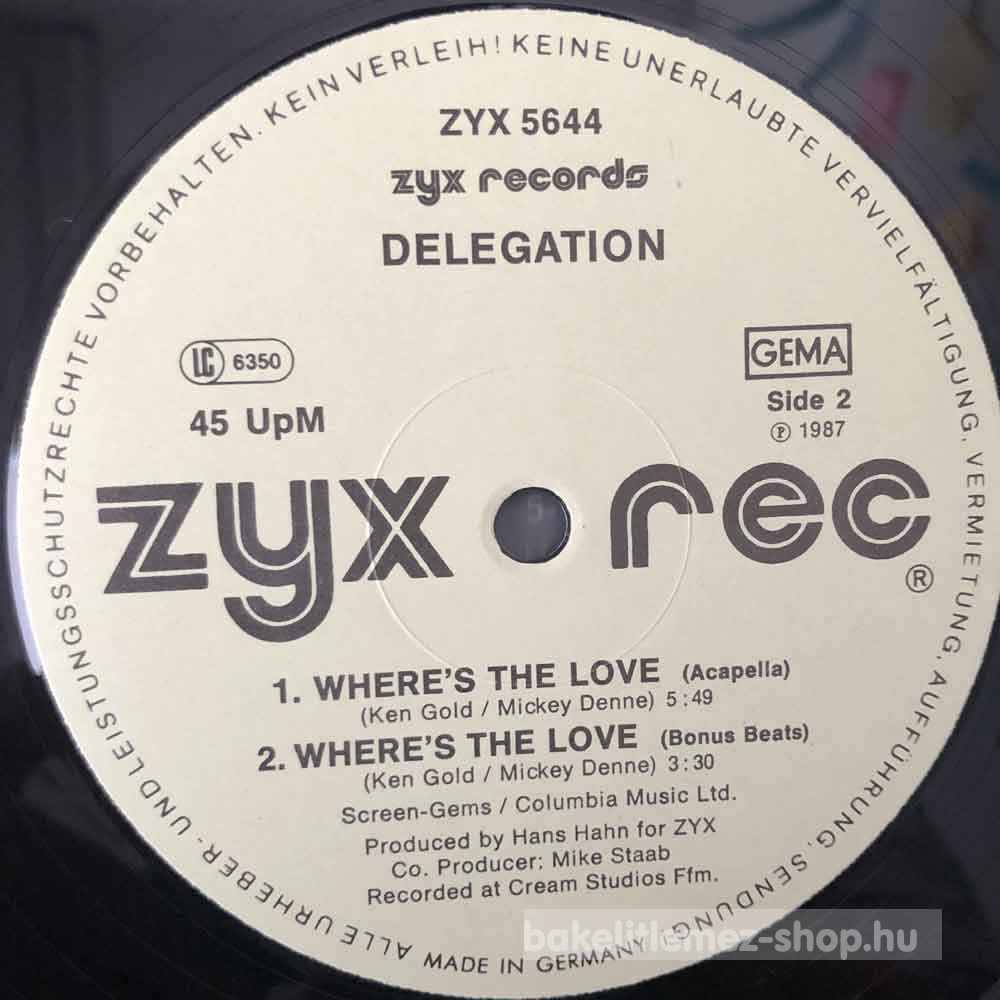 ALLE URHEBER- UND LEISTUNGSSCHUTZRECHTE VORBEHALTEN. KEIN VERLEIH! KEINE UNERLAUBTE VERVIELFÄLTIGUNG, VERMIETUNG, AUFFÜHRUNG, SENDUNG!
ZYX 5644
zyx records
DELEGATION
LC 6350
GEMA
45 UpM
Side 2
℗ 1987
zyx rec
®
1. WHERE'S THE LOVE (Acapella)
(Ken Gold / Mickey Denne) 5:49
2. WHERE'S THE LOVE (Bonus Beats)
(Ken Gold / Mickey Denne) 3:30
Screen-Gems / Columbia Music Ltd.
Produced by Hans Hahn for ZYX
Co. Producer: Mike Staab
Recorded at Cream Studios Ffm.
MADE IN GERMANY
bakelitlemez-shop.hu